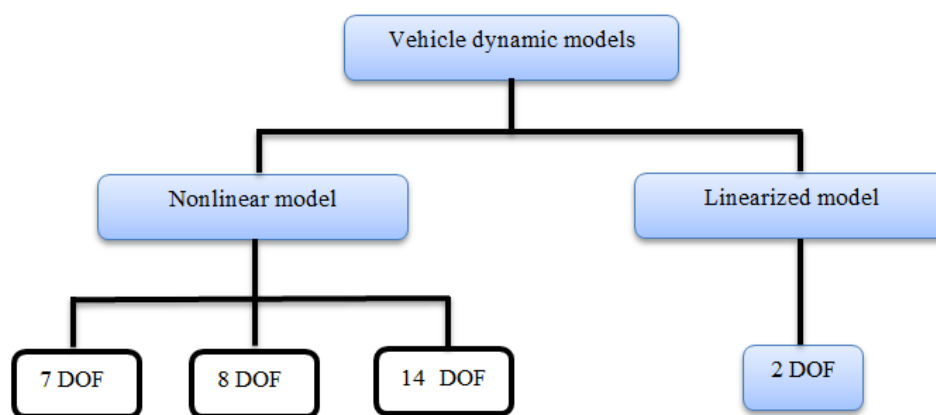 Vehicle dynamic models
Nonlinear model
Linearized model
7 DOF
8 DOF
14 DOF
2 DOF